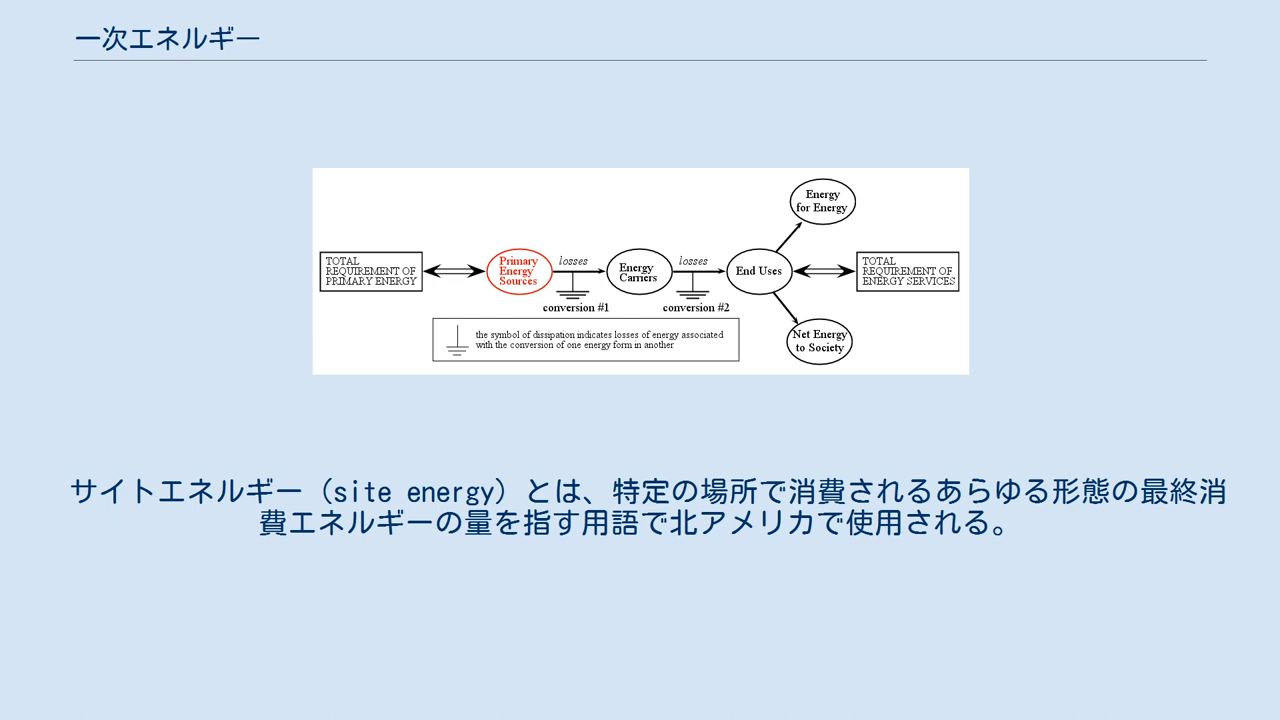 一次エネルギー
Energy
for Energy
TOTAL
REQUIREMENT OF
PRIMARY ENERGY
Primary
Energy
Sources
losses
Energy
Carriers
losses
End Uses
TOTAL
REQUIREMENT OF
ENERGY SERVICES
conversion #1
conversion #2
the symbol of dissipation indicates losses of energy associated
with the conversion of one energy form in another
Net Energy
to Society
サイトエネルギー（site energy）とは、特定の場所で消費されるあらゆる形態の最終消
費エネルギーの量を指す用語で北アメリカで使用される。